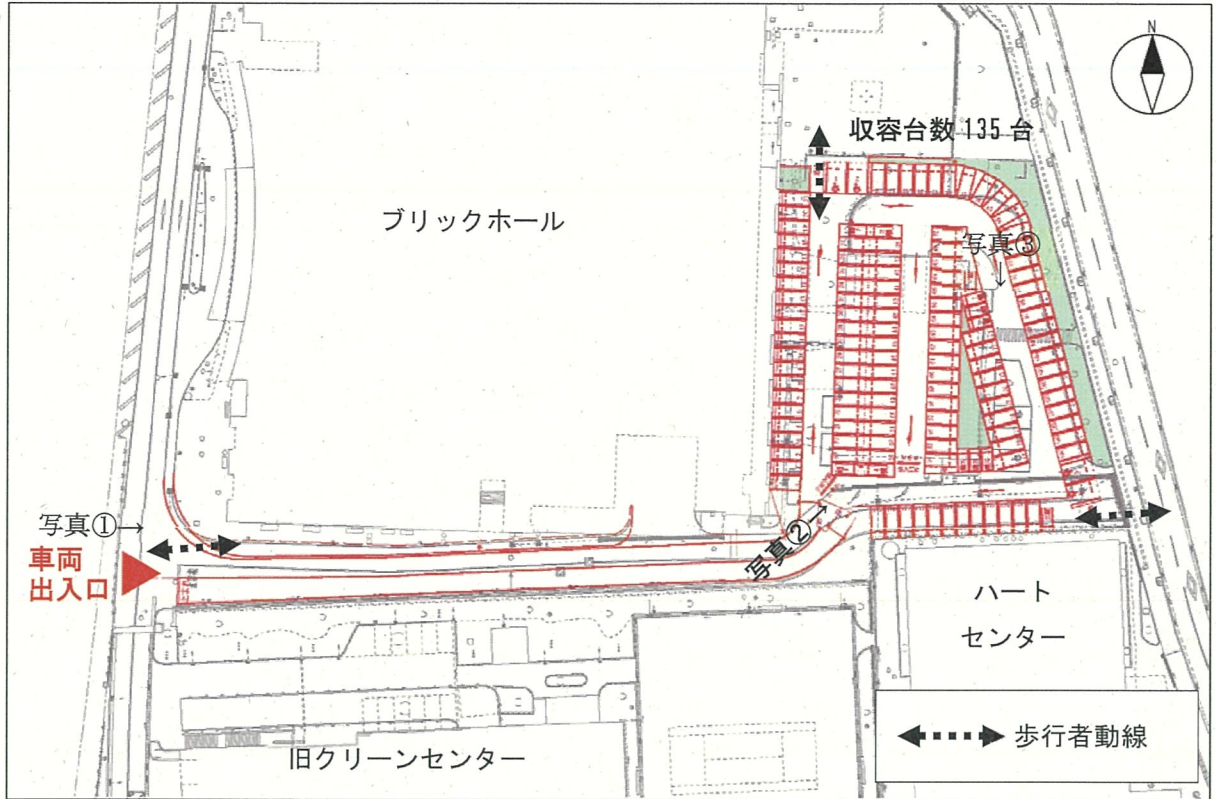 N
収容台数 135 台
ブリックホール
写真③
↓
写真①→
車両
出入口
写真②→
ハート
センター
旧クリーンセンター
歩行者動線